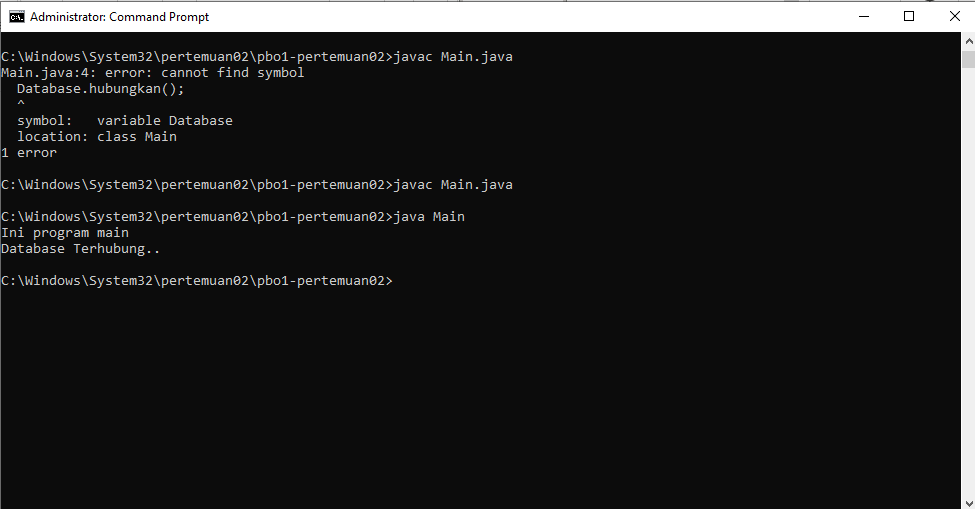 Administrator: Command Prompt
C:\Windows\System32\pertemuan02\pbo1-pertemuan02>javac Main.java
Main.java:4: error: cannot find symbol
  Database.hubungkan();
  ^
  symbol:   variable Database
  location: class Main
1 error
C:\Windows\System32\pertemuan02\pbo1-pertemuan02>javac Main.java
C:\Windows\System32\pertemuan02\pbo1-pertemuan02>java Main
Ini program main
Database Terhubung..
C:\Windows\System32\pertemuan02\pbo1-pertemuan02>